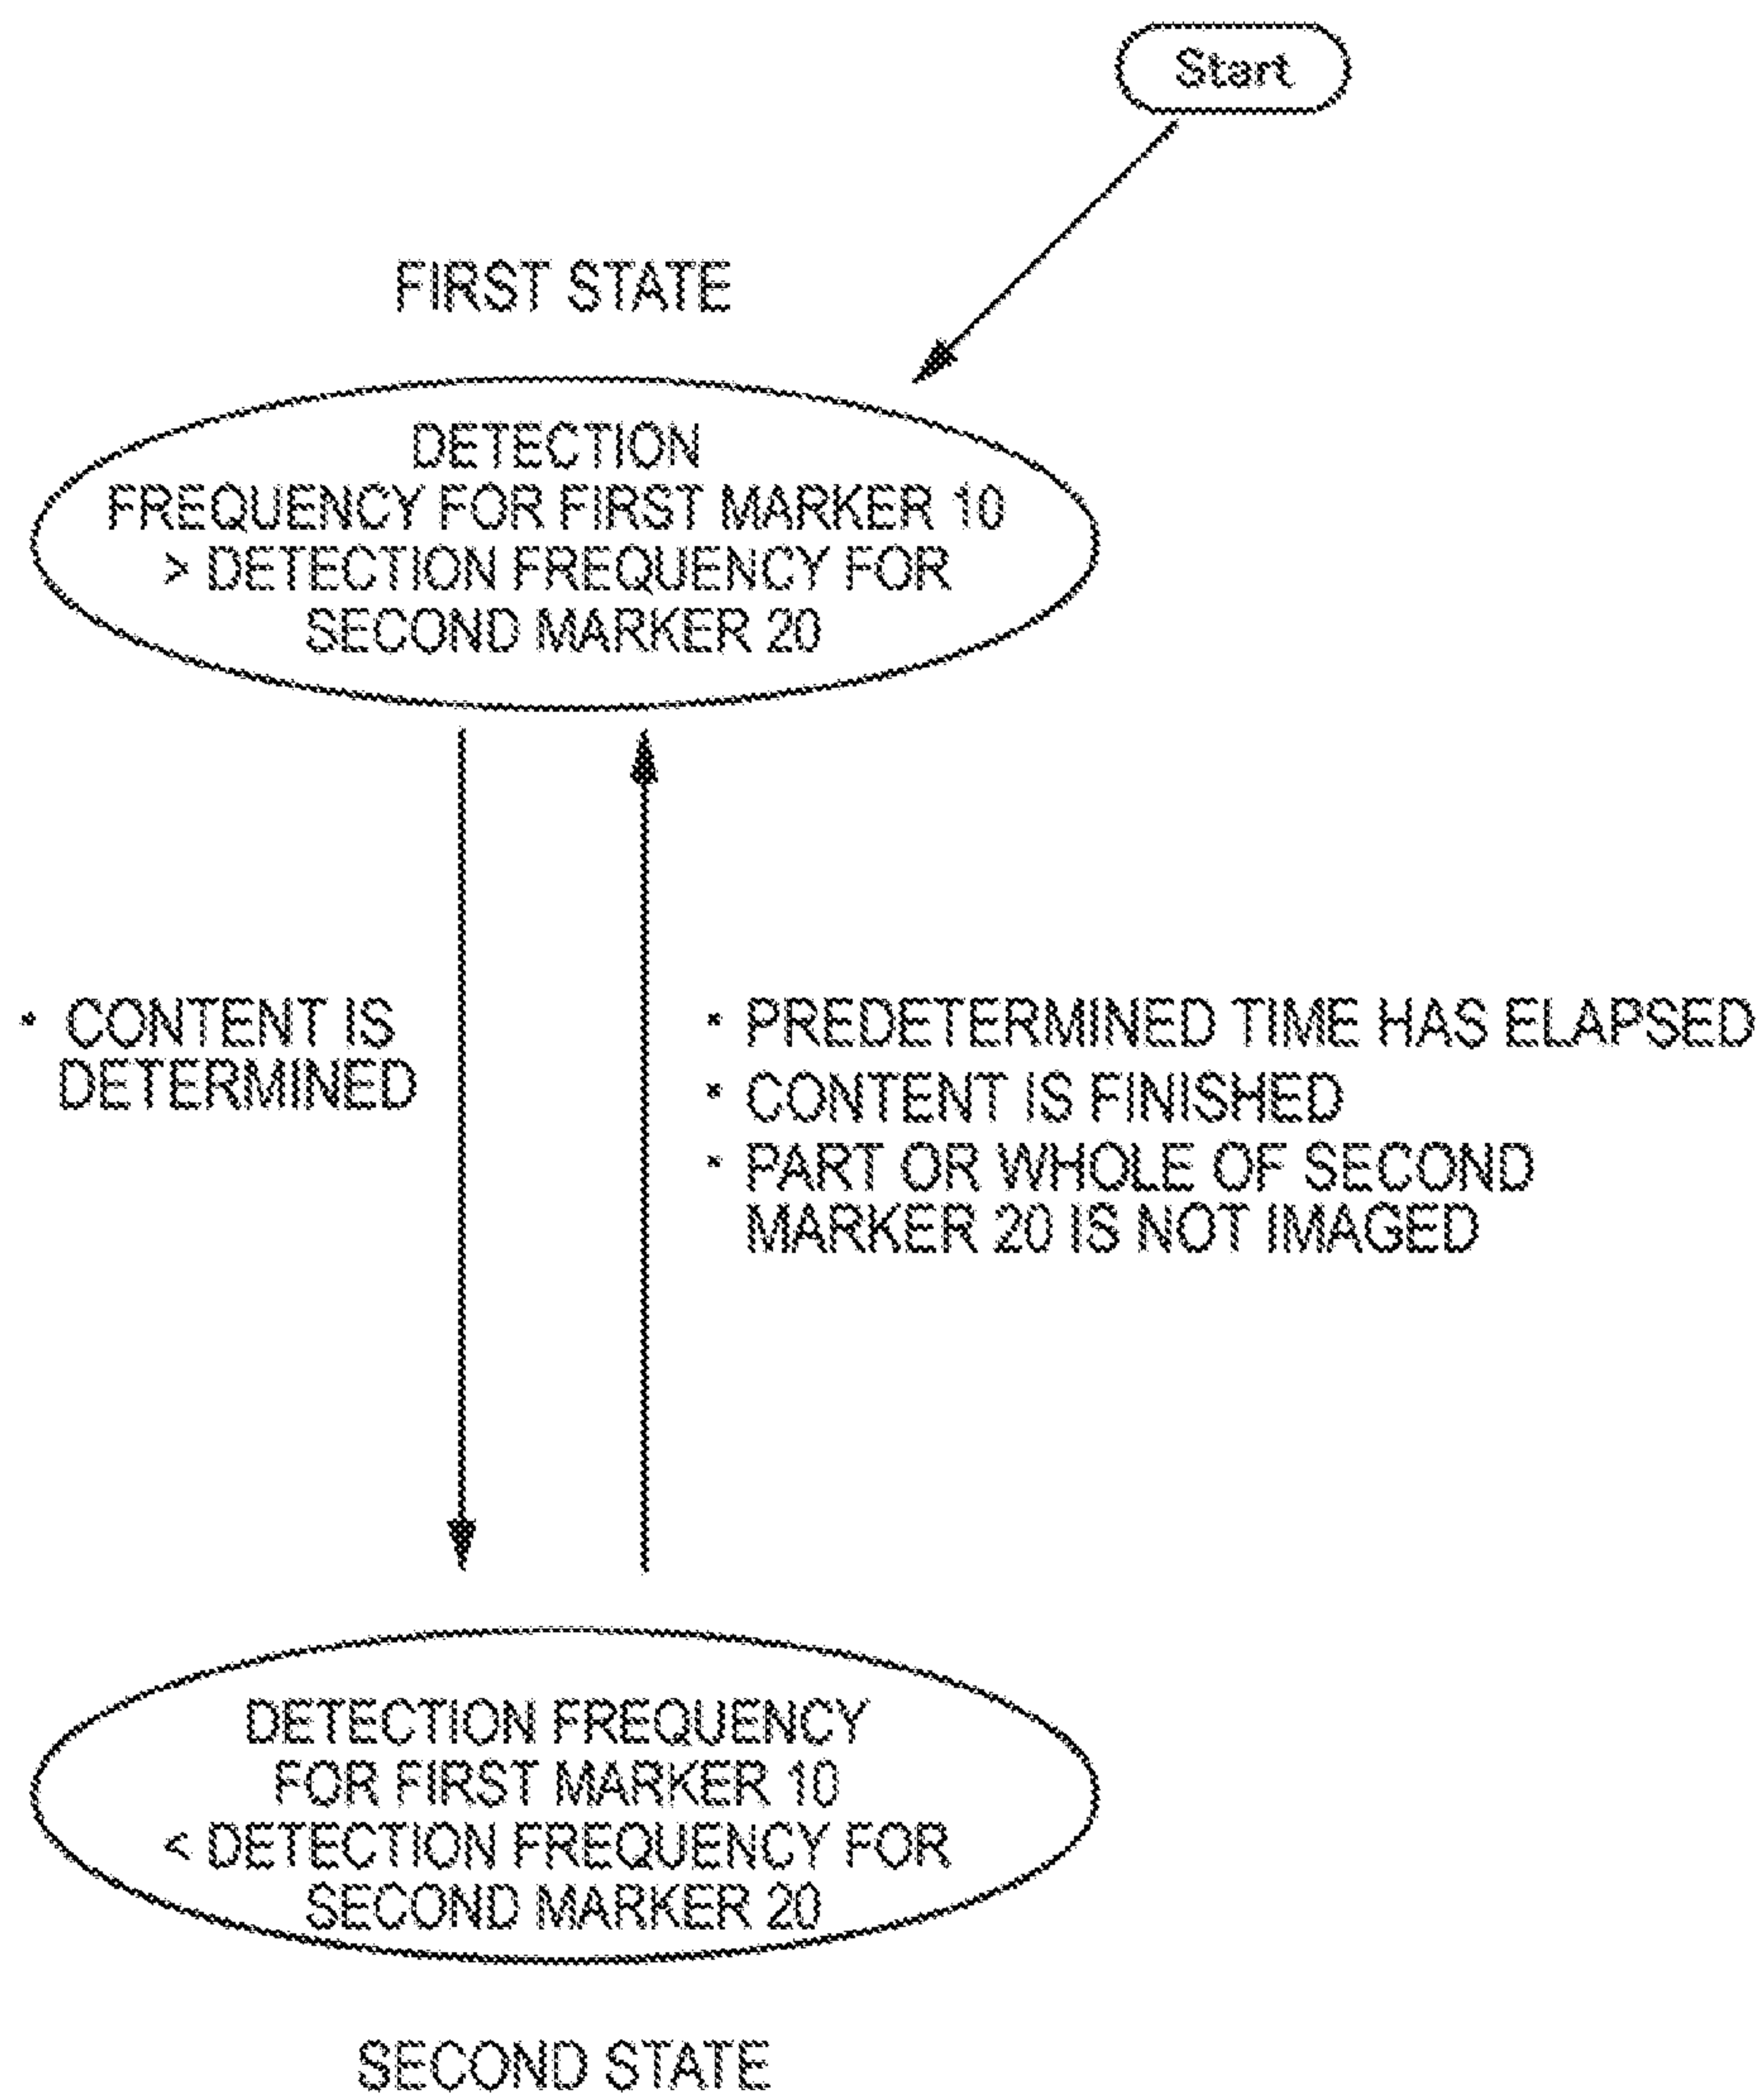 Start
FIRST STATE
DETECTION
FREQUENCY FOR FIRST MARKER 10
> DETECTION FREQUENCY FOR
SECOND MARKER 20
・ CONTENT IS
DETERMINED
・ PREDETERMINED TIME HAS ELAPSED
・ CONTENT IS FINISHED
・ PART OR WHOLE OF SECOND
MARKER 20 IS NOT IMAGED
DETECTION FREQUENCY
FOR FIRST MARKER 10
< DETECTION FREQUENCY FOR
SECOND MARKER 20
SECOND STATE